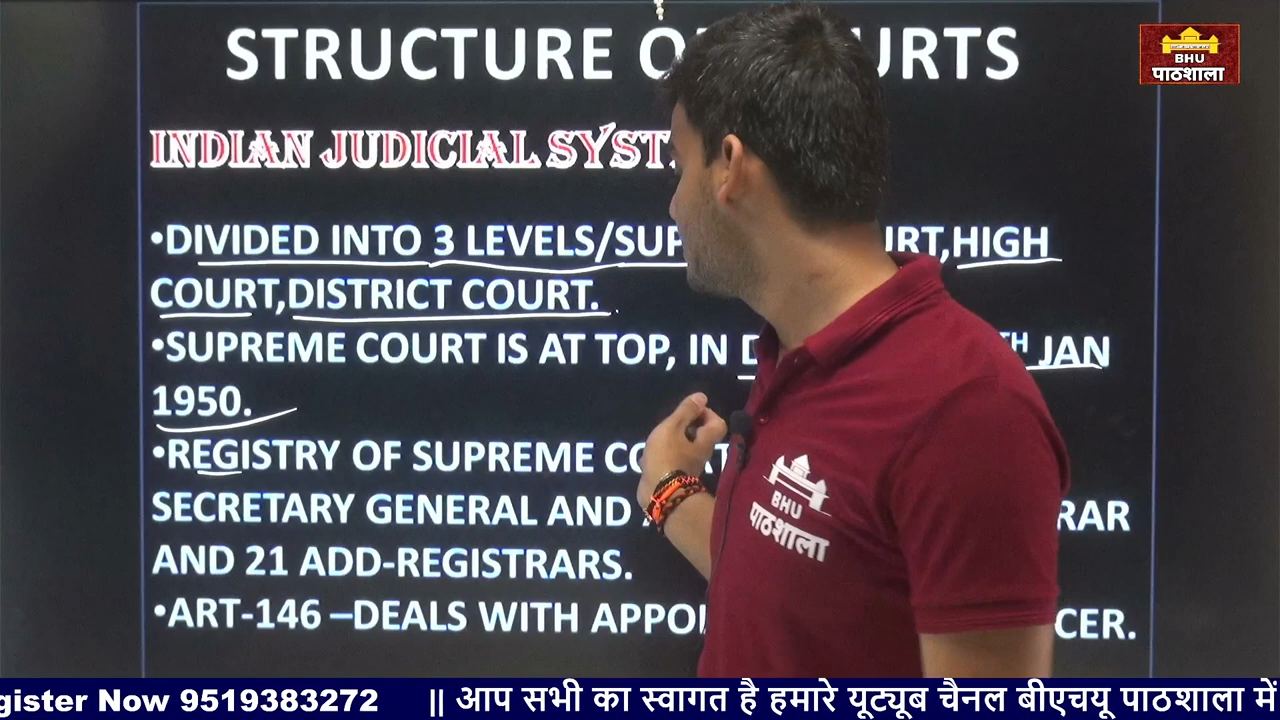 STRUCTURE O URTS
INDIAN JUDICIAL SYST
•DIVIDED INTO 3 LEVELS/SUP URT,HIGH
COURT,DISTRICT COURT.
•SUPREME COURT IS AT TOP, IN D TH JAN
1950.
•REGISTRY OF SUPREME CO
SECRETARY GENERAL AND RAR
AND 21 ADD-REGISTRARS.
•ART-146 –DEALS WITH APPOI CER.
BHU
पाठशाला
BHU
पाठशाला
gister Now 9519383272 || आप सभी का स्वागत है हमारे यूट्यूब चैनल बीएचयू पाठशाला में